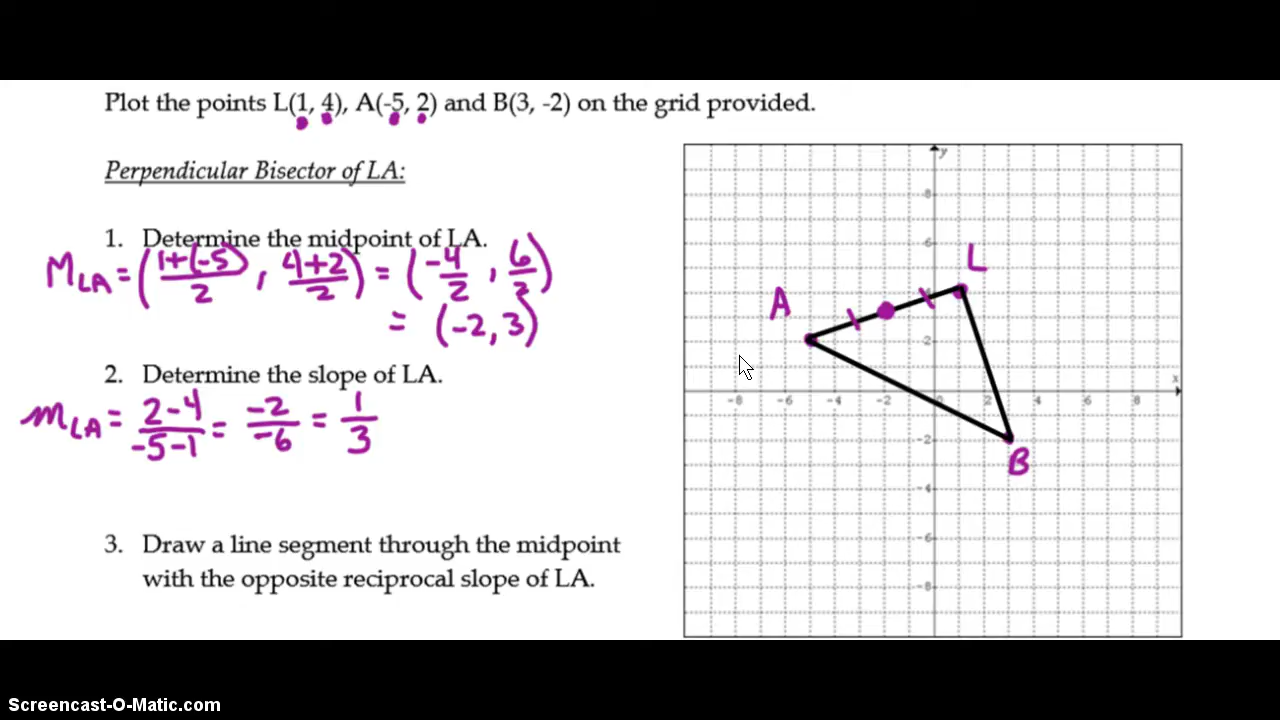 Plot the points L(1, 4), A(-5, 2) and B(3, -2) on the grid provided.
Perpendicular Bisector of LA:
1. Determine the midpoint of LA.
M_LA = ( (1+(-5))/2 , (4+2)/2 ) = ( -4/2 , 6/2 )
= (-2, 3)
2. Determine the slope of LA.
m_LA = (2-4)/(-5-1) = -2/-6 = 1/3
3. Draw a line segment through the midpoint
with the opposite reciprocal slope of LA.
y
8
6
L
A
4
2
x
-8 -6 -4 -2 2 4 6 8
-2
B
-4
-6
-8
Screencast-O-Matic.com